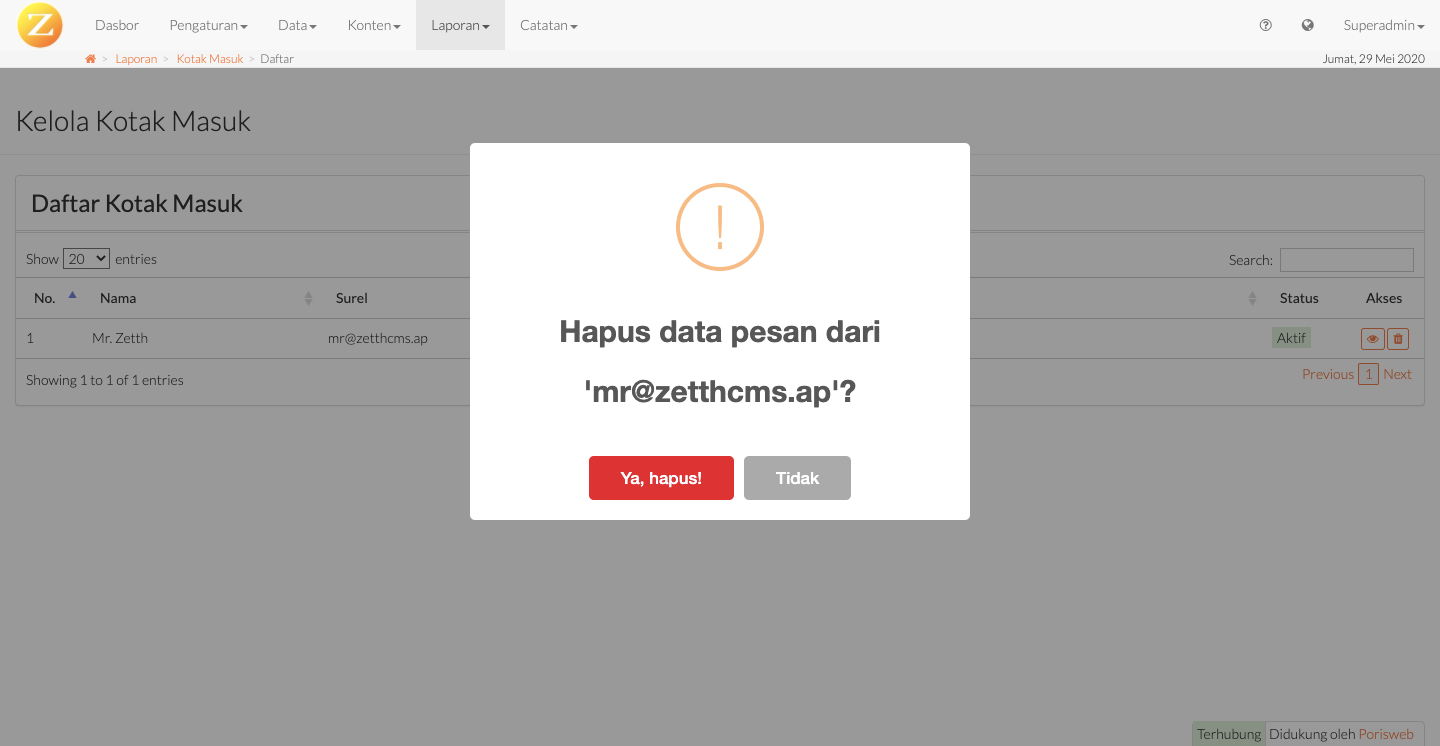 Z Dasbor Pengaturan Data Konten Laporan Catatan Superadmin
> Laporan > Kotak Masuk > Daftar Jumat, 29 Mei 2020
Kelola Kotak Masuk
Daftar Kotak Masuk
Show 20 entries Search:
No. Nama Surel Status Akses
1 Mr. Zetth mr@zetthcms.ap Aktif
Showing 1 to 1 of 1 entries Previous 1 Next
!
Hapus data pesan dari
'mr@zetthcms.ap'?
Ya, hapus! Tidak
Terhubung Didukung oleh Porisweb